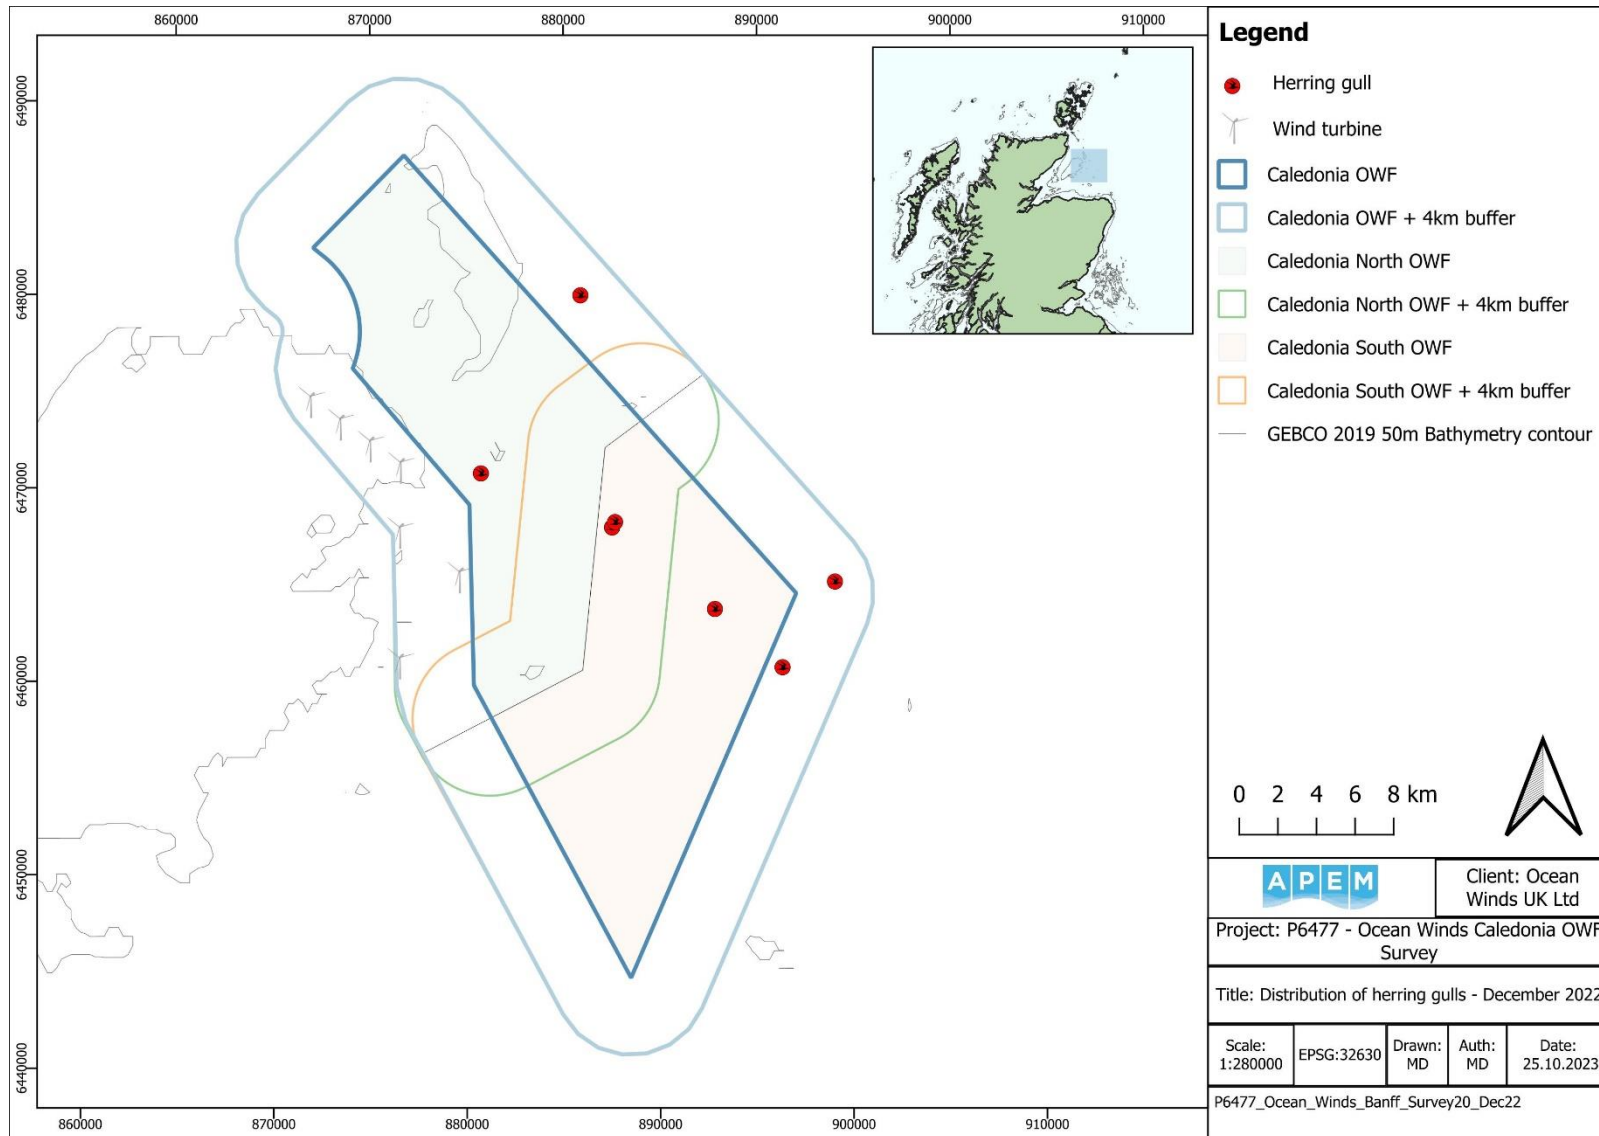 860000 870000 880000 890000 900000 910000
6490000
6480000
6470000
6460000
6450000
6440000
860000 870000 880000 890000 900000 910000
Legend
Herring gull
Wind turbine
Caledonia OWF
Caledonia OWF + 4km buffer
Caledonia North OWF
Caledonia North OWF + 4km buffer
Caledonia South OWF
Caledonia South OWF + 4km buffer
GEBCO 2019 50m Bathymetry contour
0 2 4 6 8 km
APEM
Client: Ocean
Winds UK Ltd
Project: P6477 - Ocean Winds Caledonia OWF
Survey
Title: Distribution of herring gulls - December 2022
Scale:
1:280000
EPSG:32630
Drawn:
MD
Auth:
MD
Date:
25.10.2023
P6477_Ocean_Winds_Banff_Survey20_Dec22